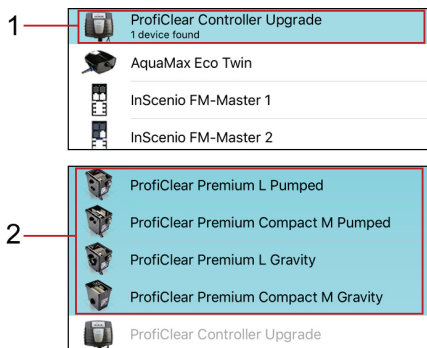 1
ProfiClear Controller Upgrade
1 device found
AquaMax Eco Twin
InScenio FM-Master 1
InScenio FM-Master 2
2
ProfiClear Premium L Pumped
ProfiClear Premium Compact M Pumped
ProfiClear Premium L Gravity
ProfiClear Premium Compact M Gravity
ProfiClear Controller Upgrade